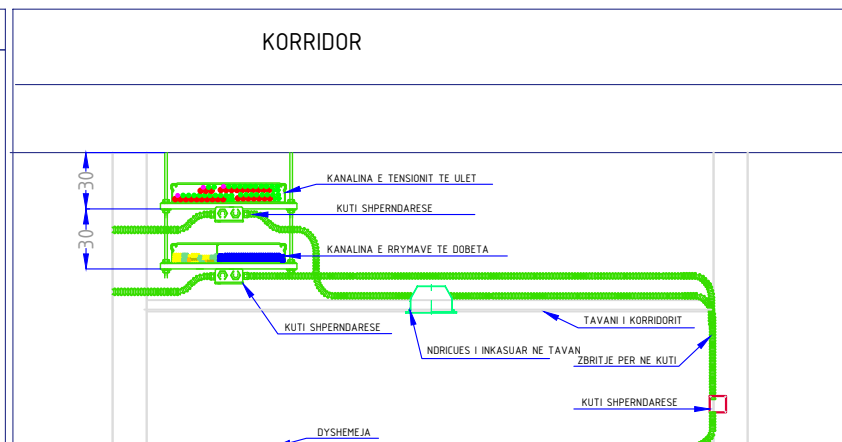 KORRIDOR
KANALINA E TENSIONIT TE ULET
30
KUTI SHPERNDARESE
30
KANALINA E RRYMAVE TE DOBETA
KUTI SHPERNDARESE
TAVANI I KORRIDORIT
NDRICUES I INKASUAR NE TAVAN
ZBRITJE PER NE KUTI
KUTI SHPERNDARESE
DYSHEMEJA